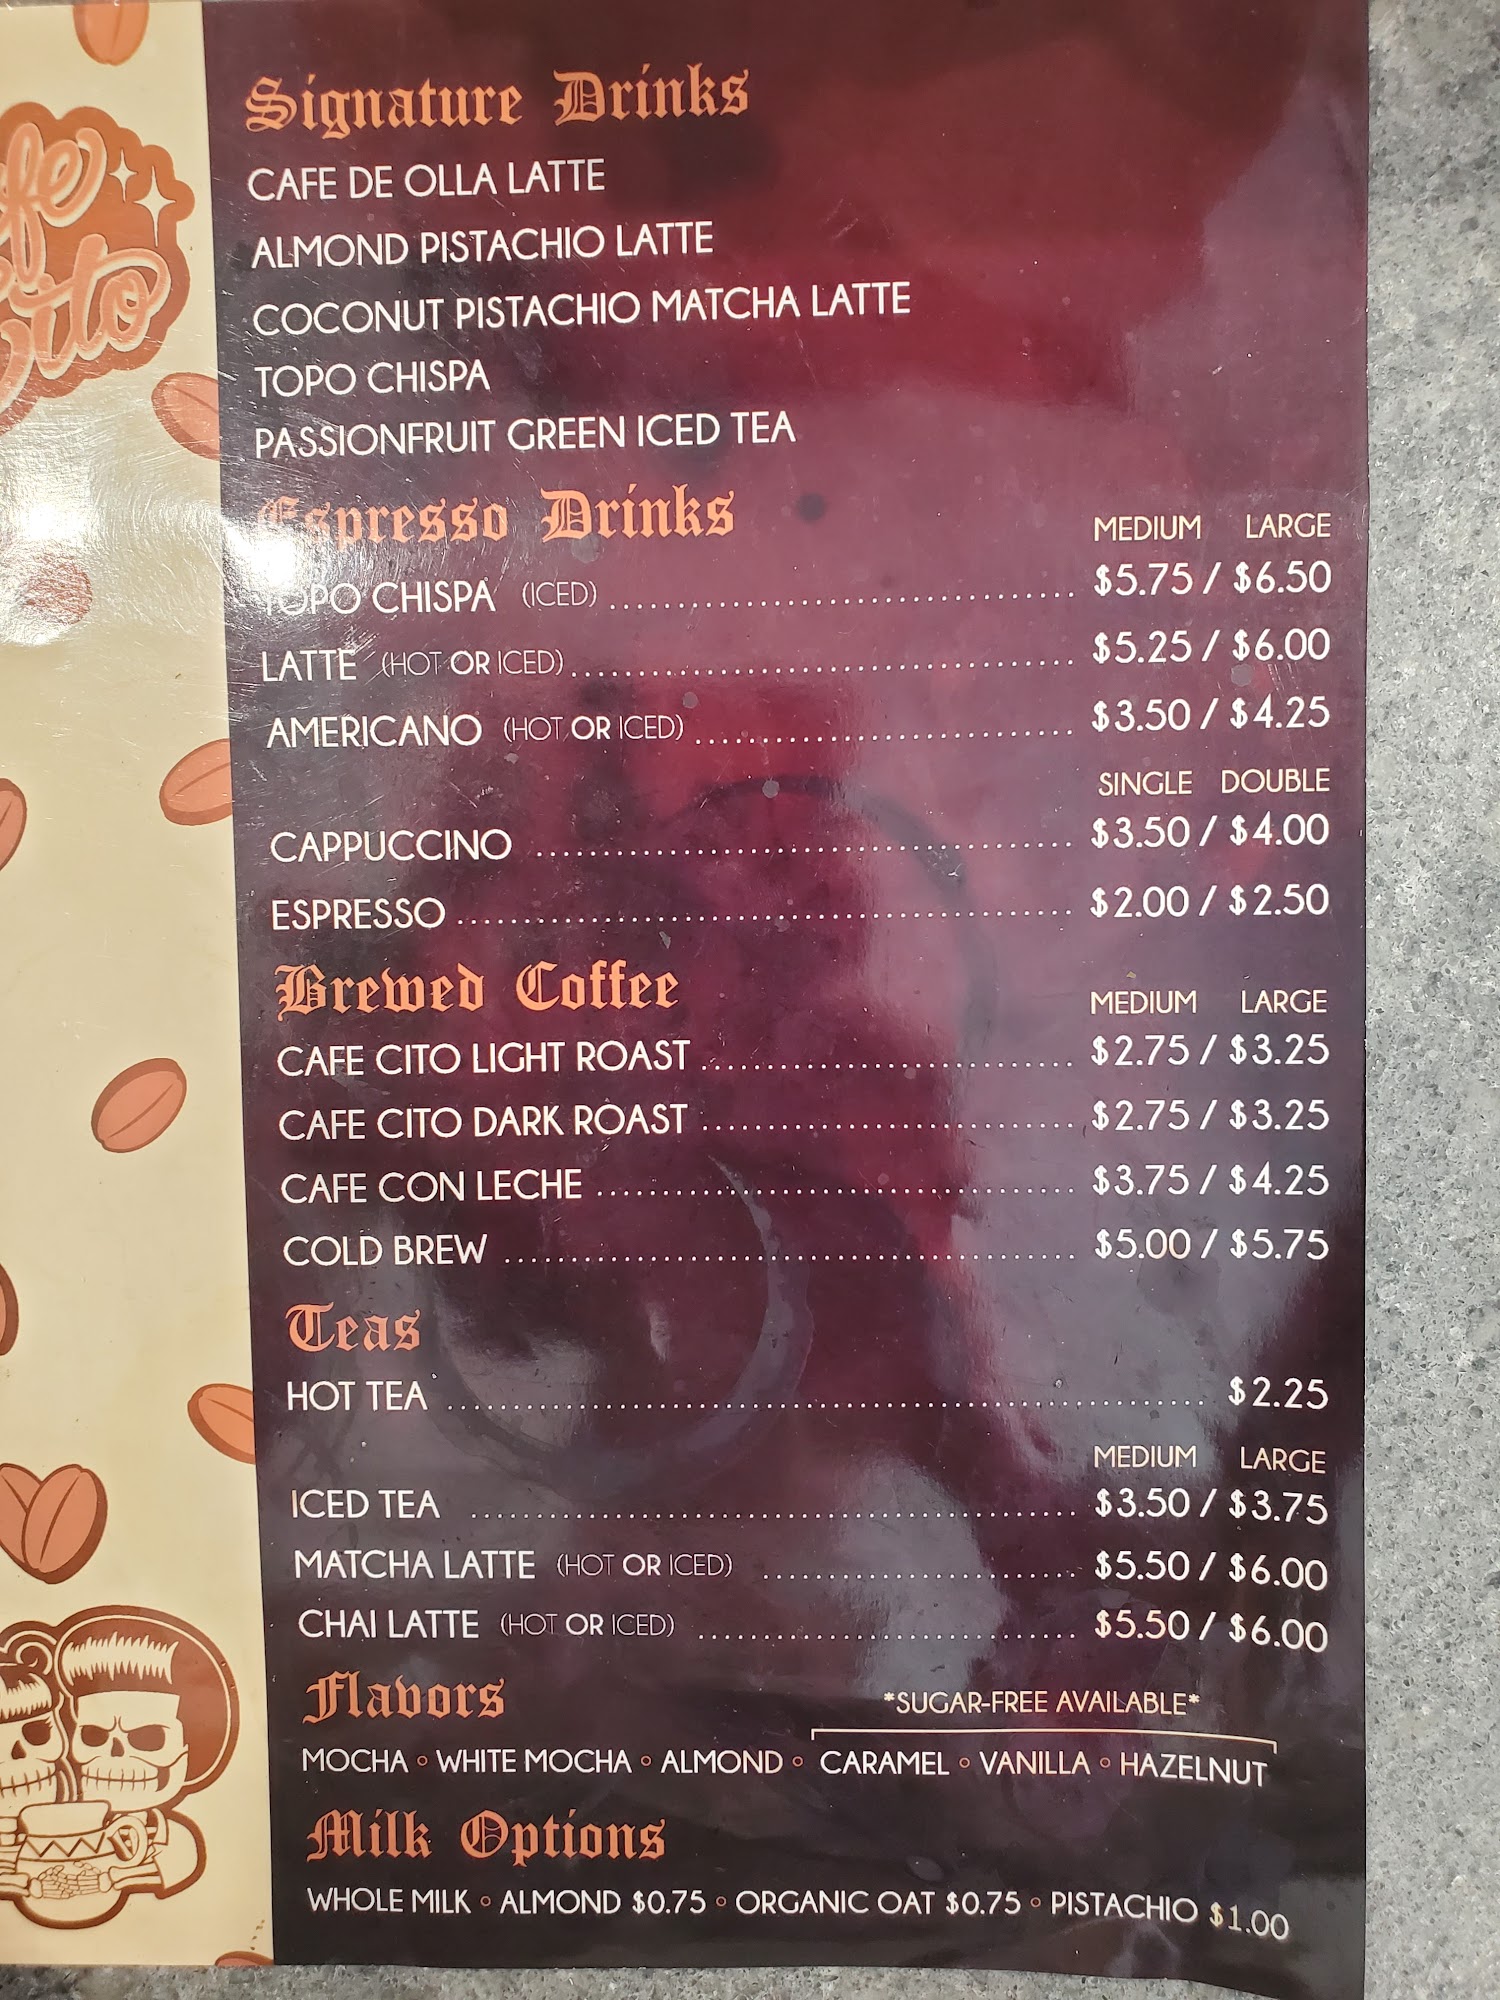 Signature Drinks
CAFE DE OLLA LATTE
ALMOND PISTACHIO LATTE
COCONUT PISTACHIO MATCHA LATTE
TOPO CHISPA
PASSIONFRUIT GREEN ICED TEA
Espresso Drinks
MEDIUM LARGE
TOPO CHISPA (ICED) $5.75 / $6.50
LATTE (HOT OR ICED) $5.25 / $6.00
AMERICANO (HOT OR ICED) $3.50 / $4.25
SINGLE DOUBLE
CAPPUCCINO $3.50 / $4.00
ESPRESSO $2.00 / $2.50
Brewed Coffee
MEDIUM LARGE
CAFE CITO LIGHT ROAST $2.75 / $3.25
CAFE CITO DARK ROAST $2.75 / $3.25
CAFE CON LECHE $3.75 / $4.25
COLD BREW $5.00 / $5.75
Teas
HOT TEA $2.25
MEDIUM LARGE
ICED TEA $3.50 / $3.75
MATCHA LATTE (HOT OR ICED) $5.50 / $6.00
CHAI LATTE (HOT OR ICED) $5.50 / $6.00
Flavors
*SUGAR-FREE AVAILABLE*
MOCHA ∘ WHITE MOCHA ∘ ALMOND ∘ CARAMEL ∘ VANILLA ∘ HAZELNUT
Milk Options
WHOLE MILK ∘ ALMOND $0.75 ∘ ORGANIC OAT $0.75 ∘ PISTACHIO $1.00